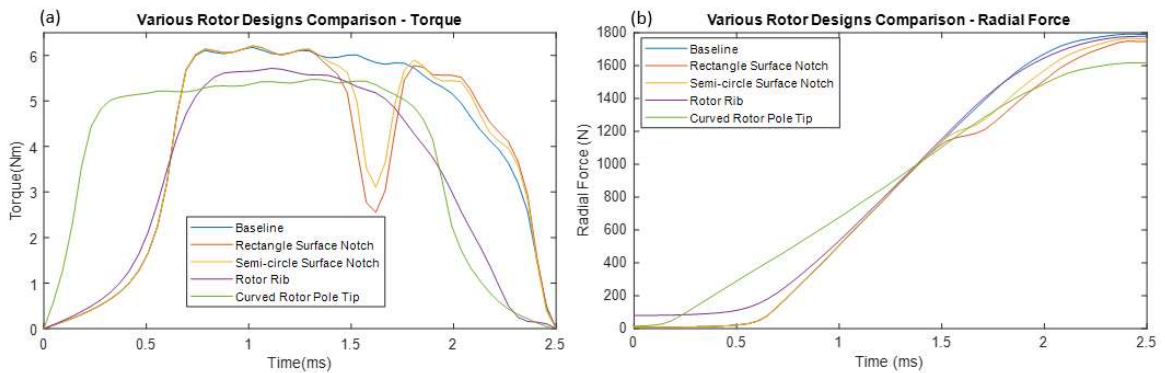 (a)
Various Rotor Designs Comparison - Torque
6
5
4
3
2
1
0
Torque(Nm)
Baseline
Rectangle Surface Notch
Semi-circle Surface Notch
Rotor Rib
Curved Rotor Pole Tip
0 0.5 1 1.5 2 2.5
Time(ms)
(b)
Various Rotor Designs Comparison - Radial Force
1800
1600
1400
1200
1000
800
600
400
200
0
Radial Force (N)
Baseline
Rectangle Surface Notch
Semi-circle Surface Notch
Rotor Rib
Curved Rotor Pole Tip
0 0.5 1 1.5 2 2.5
Time (ms)